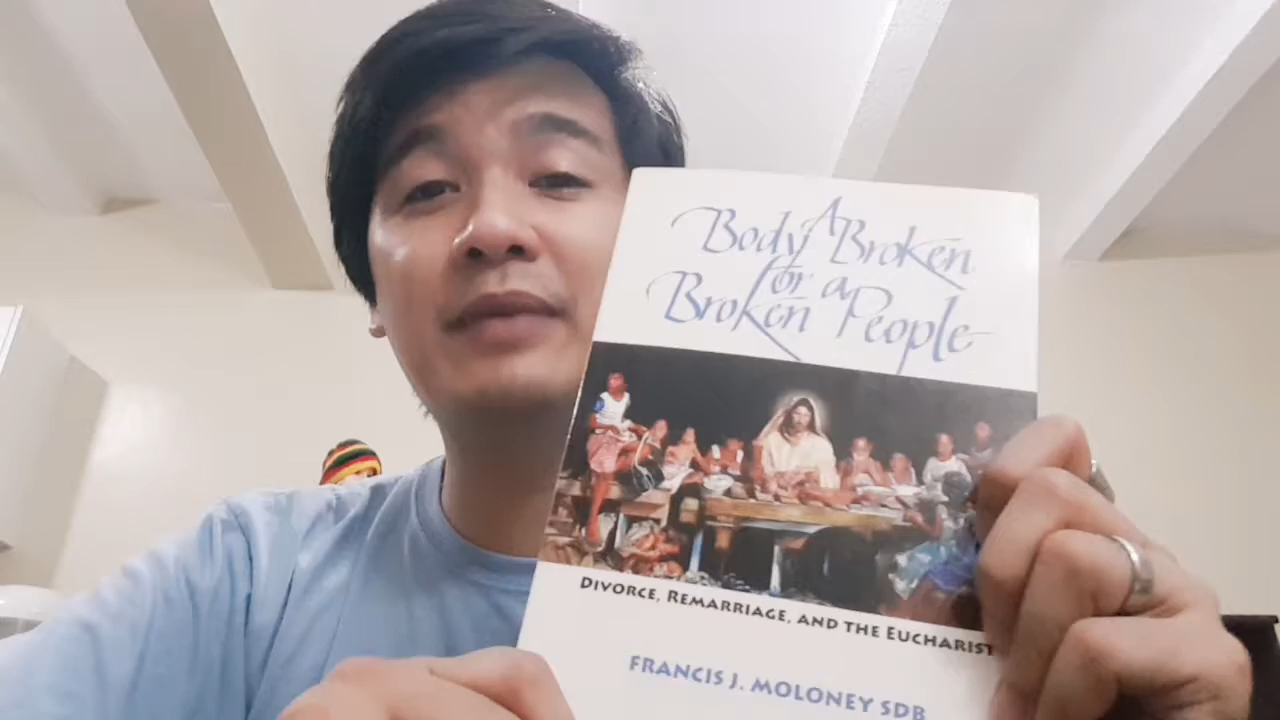 A
Body Broken
for a
Broken People
DIVORCE, REMARRIAGE, AND THE EUCHARIST
FRANCIS J. MOLONEY SDB